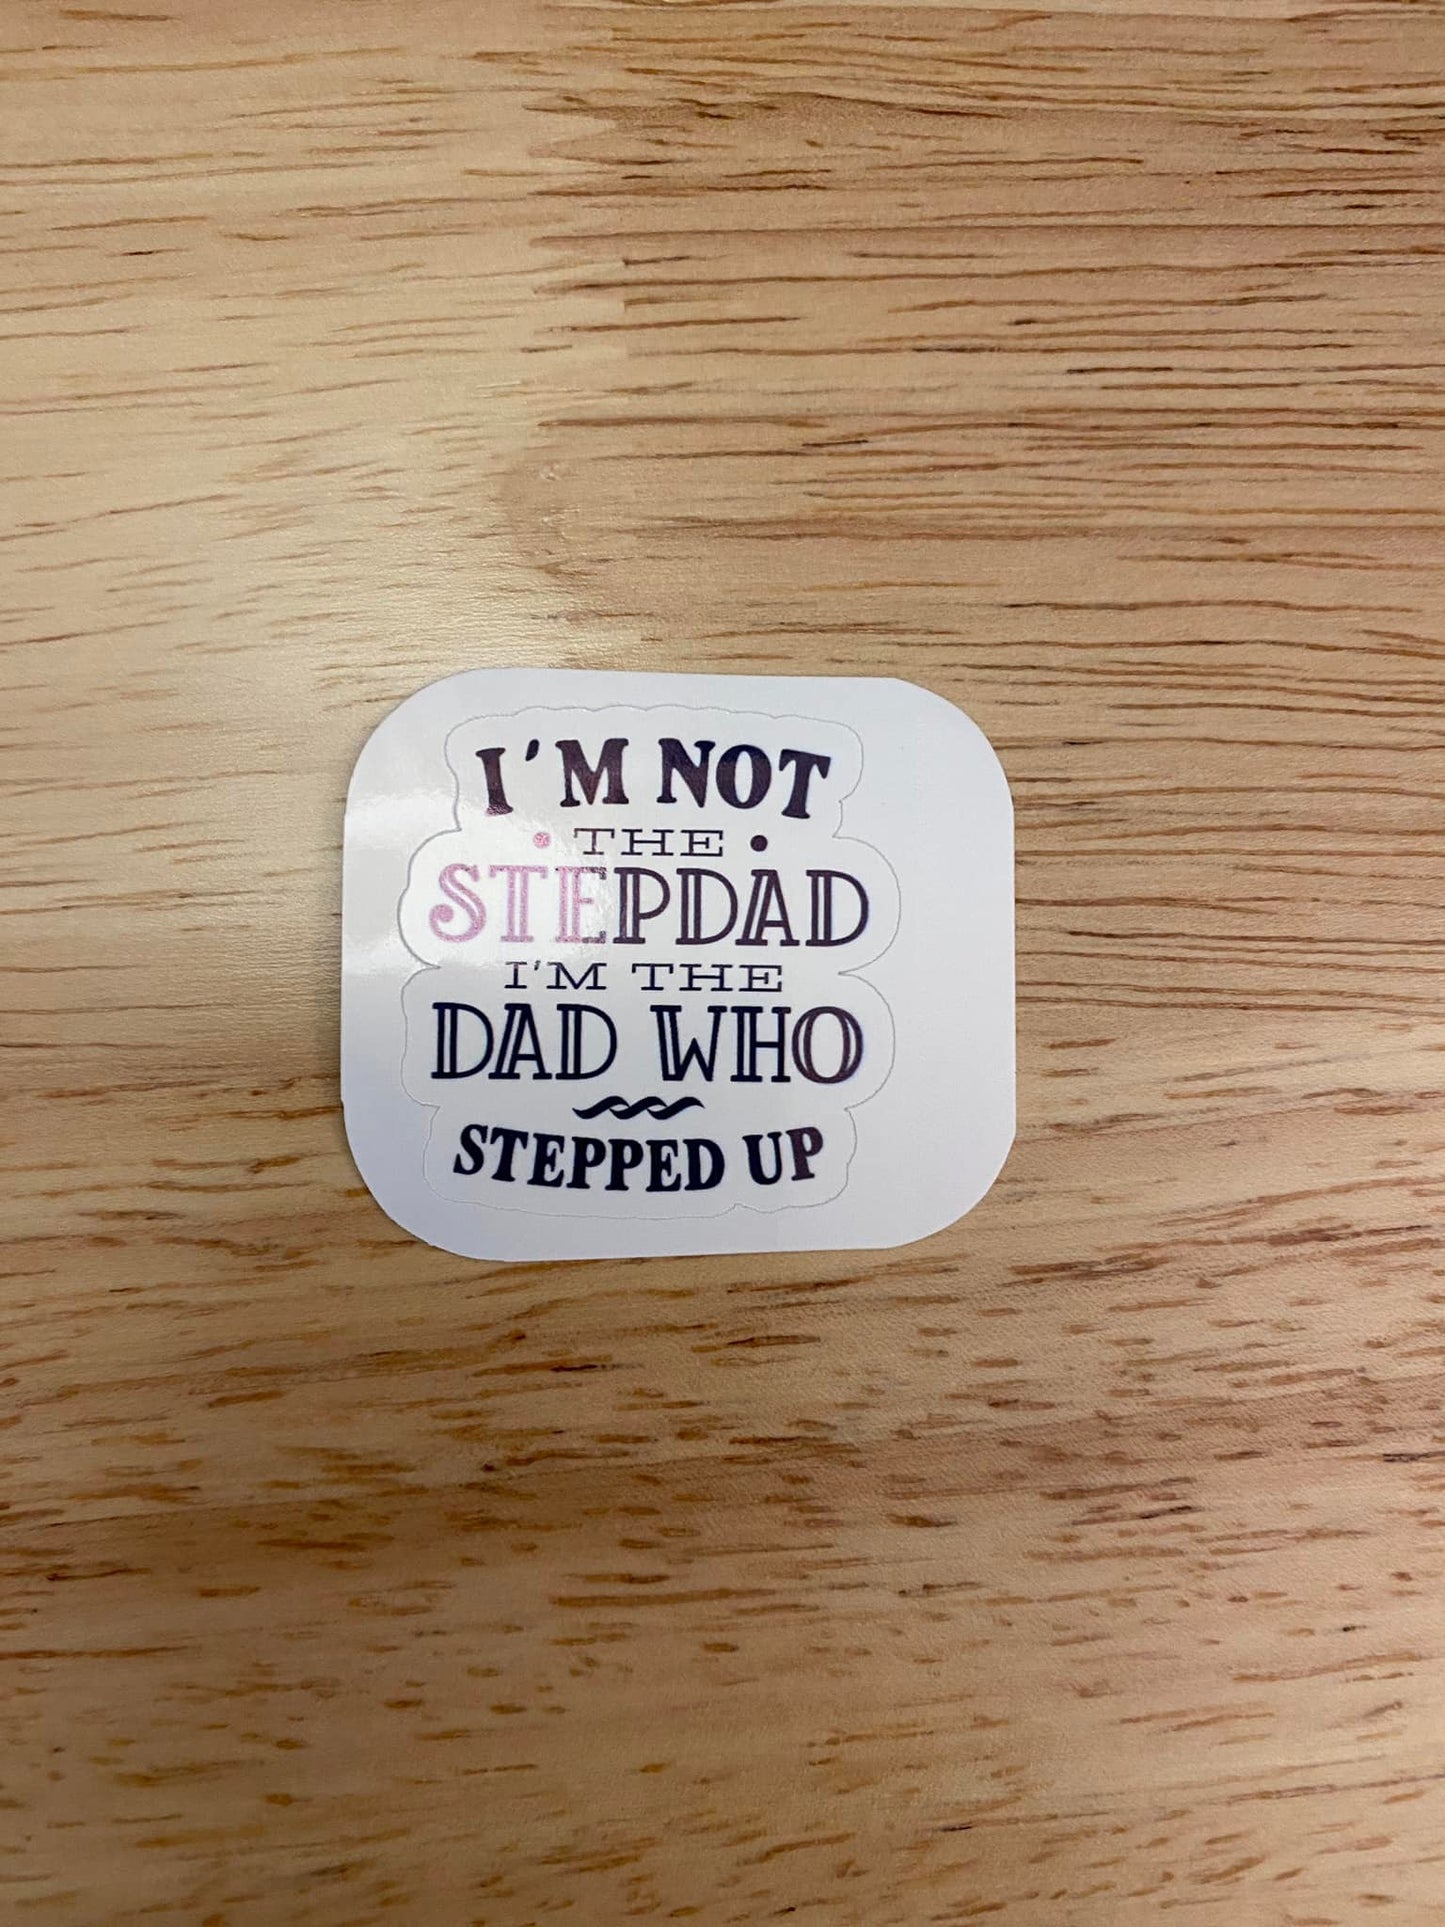 I'M NOT
• THE •
STEPDAD
I'M THE
DAD WHO
STEPPED UP